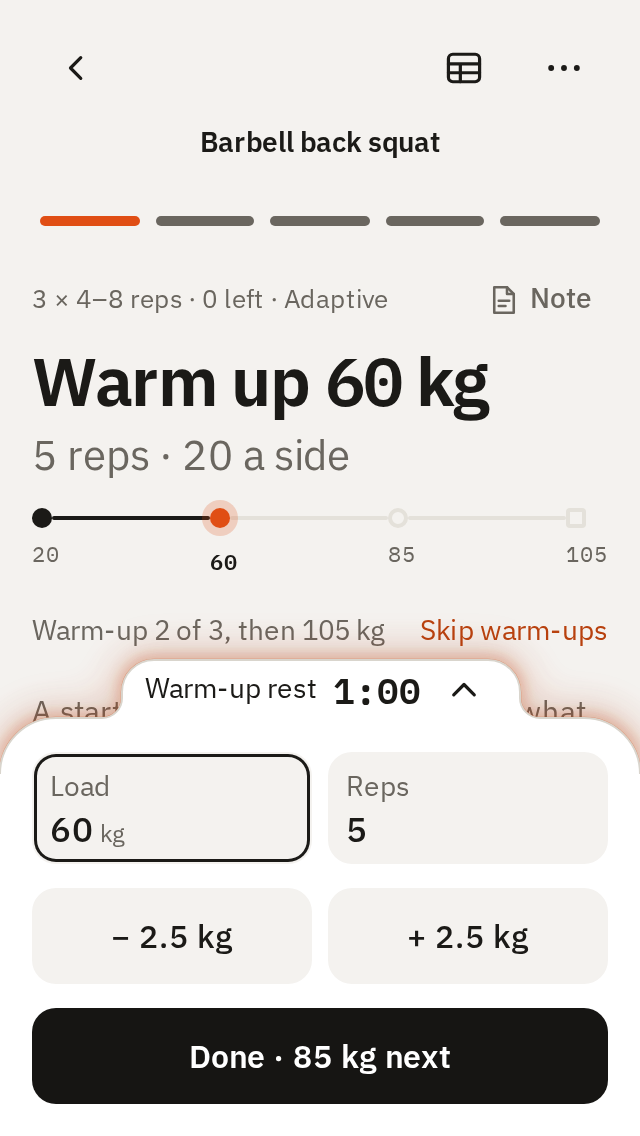 Barbell back squat
3 × 4–8 reps · 0 left · Adaptive
Note
Warm up 60 kg
5 reps · 20 a side
20
60
85
105
Warm-up 2 of 3, then 105 kg
Skip warm-ups
A start
what
Warm-up rest 1:00
Load
60 kg
Reps
5
− 2.5 kg
+ 2.5 kg
Done · 85 kg next